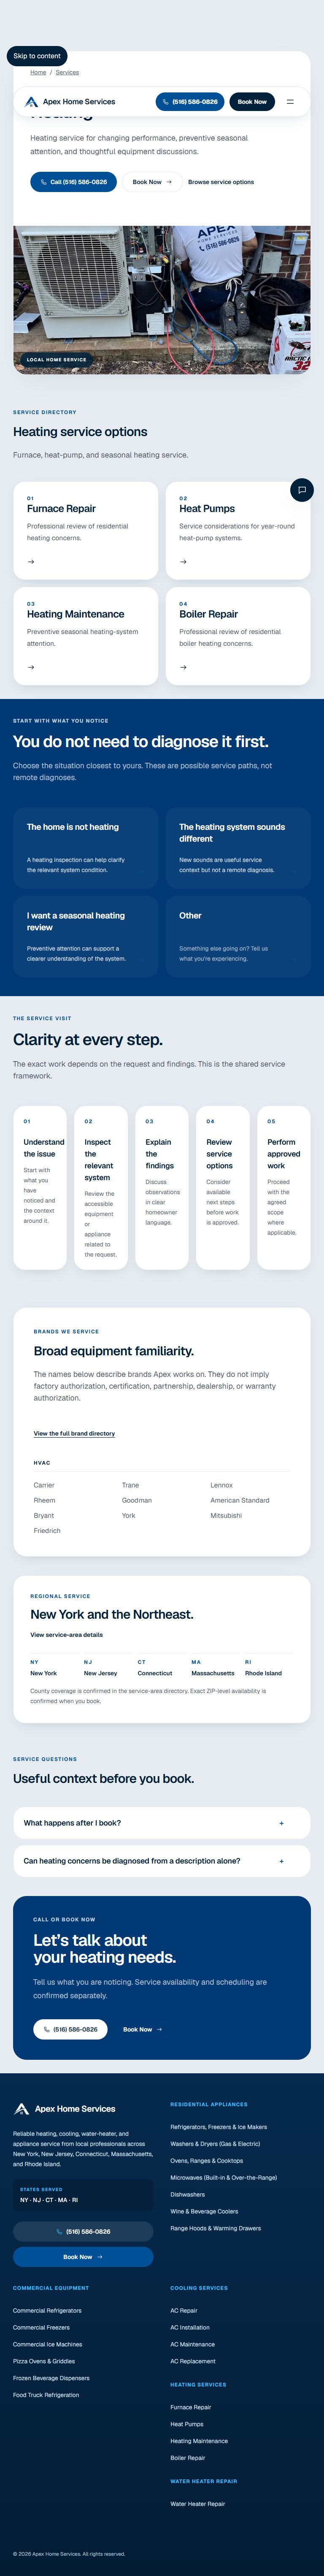 Skip to content
Home / Services
Apex Home Services
(516) 586-0826
Book Now
Heating
Heating service for changing performance, preventive seasonal
attention, and thoughtful equipment discussions.
Call (516) 586-0826
Book Now →
Browse service options
APEX
HOME SERVICES
(516) 586-0826
ARCTIC
32
LOCAL HOME SERVICE
SERVICE DIRECTORY
Heating service options
Furnace, heat-pump, and seasonal heating service.
01
Furnace Repair
Professional review of residential
heating concerns.
→
02
Heat Pumps
Service considerations for year-round
heat-pump systems.
→
03
Heating Maintenance
Preventive seasonal heating-system
attention.
→
04
Boiler Repair
Professional review of residential
boiler heating concerns.
→
START WITH WHAT YOU NOTICE
You do not need to diagnose it first.
Choose the situation closest to yours. These are possible service paths, not
remote diagnoses.
The home is not heating
A heating inspection can help clarify
the relevant system condition.
The heating system sounds
different
New sounds are useful service
context but not a remote diagnosis.
I want a seasonal heating
review
Preventive attention can support a
clearer understanding of the system.
Other
Something else going on? Tell us
what you're experiencing.
THE SERVICE VISIT
Clarity at every step.
The exact work depends on the request and findings. This is the shared service
framework.
01
Understand
the issue
Start with
what you
have
noticed and
the context
around it.
02
Inspect
the
relevant
system
Review the
accessible
equipment
or
appliance
related to
the request.
03
Explain
the
findings
Discuss
observations
in clear
homeowner
language.
04
Review
service
options
Consider
available
next steps
before work
is approved.
05
Perform
approved
work
Proceed
with the
agreed
scope
where
applicable.
BRANDS WE SERVICE
Broad equipment familiarity.
The names below describe brands Apex works on. They do not imply
factory authorization, certification, partnership, dealership, or warranty
authorization.
View the full brand directory
HVAC
Carrier Trane Lennox
Rheem Goodman American Standard
Bryant York Mitsubishi
Friedrich
REGIONAL SERVICE
New York and the Northeast.
View service-area details
NY NJ CT MA RI
New York New Jersey Connecticut Massachusetts Rhode Island
County coverage is confirmed in the service-area directory. Exact ZIP-level availability is
confirmed when you book.
SERVICE QUESTIONS
Useful context before you book.
What happens after I book? +
Can heating concerns be diagnosed from a description alone? +
CALL OR BOOK NOW
Let's talk about
your heating needs.
Tell us what you are noticing. Service availability and scheduling are
confirmed separately.
(516) 586-0826
Book Now →
Apex Home Services
Reliable heating, cooling, water-heater, and
appliance service from local professionals across
New York, New Jersey, Connecticut, Massachusetts,
and Rhode Island.
STATES SERVED
NY · NJ · CT · MA · RI
(516) 586-0826
Book Now →
RESIDENTIAL APPLIANCES
Refrigerators, Freezers & Ice Makers
Washers & Dryers (Gas & Electric)
Ovens, Ranges & Cooktops
Microwaves (Built-in & Over-the-Range)
Dishwashers
Wine & Beverage Coolers
Range Hoods & Warming Drawers
COMMERCIAL EQUIPMENT
Commercial Refrigerators
Commercial Freezers
Commercial Ice Machines
Pizza Ovens & Griddles
Frozen Beverage Dispensers
Food Truck Refrigeration
COOLING SERVICES
AC Repair
AC Installation
AC Maintenance
AC Replacement
HEATING SERVICES
Furnace Repair
Heat Pumps
Heating Maintenance
Boiler Repair
WATER HEATER REPAIR
Water Heater Repair
© 2026 Apex Home Services. All rights reserved.